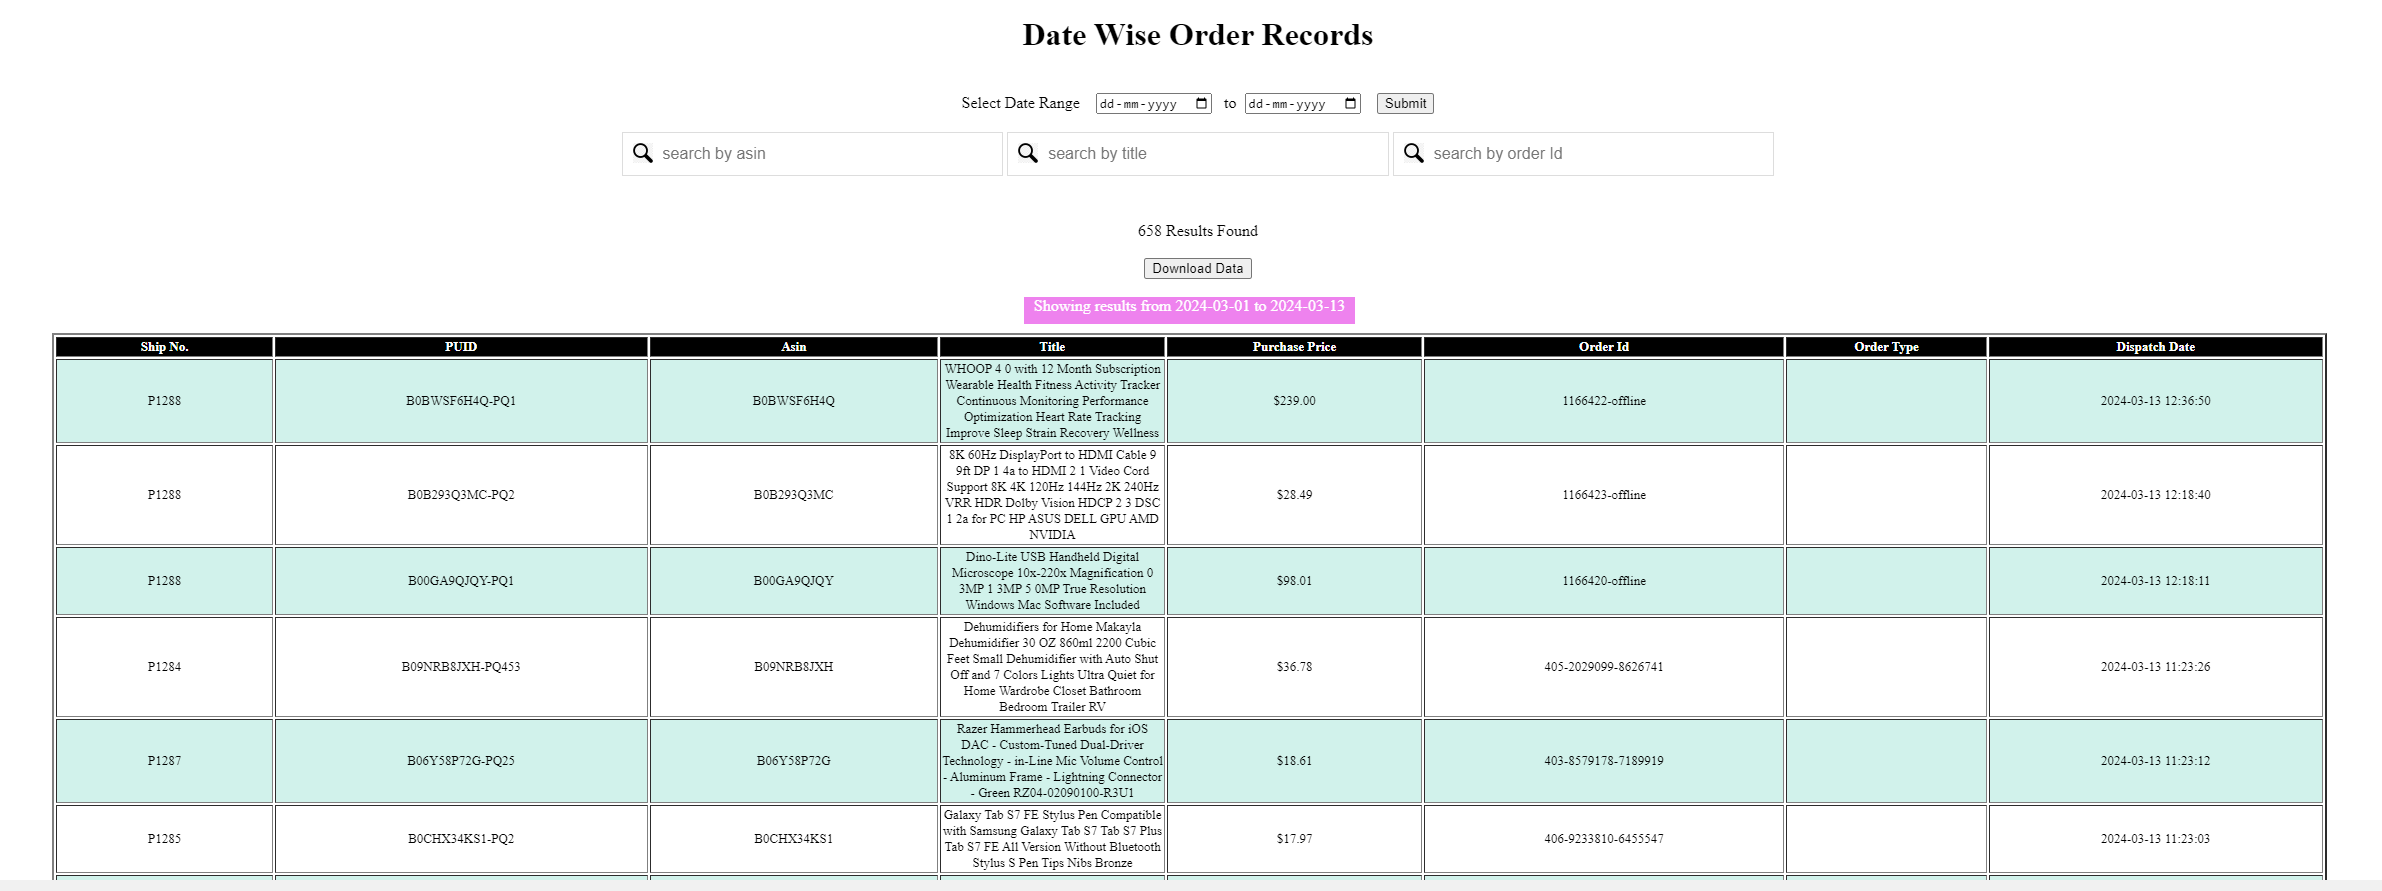 Date Wise Order Records
Select Date Range dd-mm-yyyy to dd-mm-yyyy Submit
search by asin search by title search by order Id
658 Results Found
Download Data
Showing results from 2024-03-01 to 2024-03-13
Ship No. PUID Asin Title Purchase Price Order Id Order Type Dispatch Date
P1288 B0BWSF6H4Q-PQ1 B0BWSF6H4Q
WHOOP 4 0 with 12 Month Subscription
Wearable Health Fitness Activity Tracker
Continuous Monitoring Performance
Optimization Heart Rate Tracking
Improve Sleep Strain Recovery Wellness
$239.00 1166422-offline 2024-03-13 12:36:50
P1288 B0B293Q3MC-PQ2 B0B293Q3MC
8K 60Hz DisplayPort to HDMI Cable 9
9ft DP 1 4a to HDMI 2 1 Video Cord
Support 8K 4K 120Hz 144Hz 2K 240Hz
VRR HDR Dolby Vision HDCP 2 3 DSC
1 2a for PC HP ASUS DELL GPU AMD
NVIDIA
$28.49 1166423-offline 2024-03-13 12:18:40
P1288 B00GA9QJQY-PQ1 B00GA9QJQY
Dino-Lite USB Handheld Digital
Microscope 10x-220x Magnification 0
3MP 1 3MP 5 0MP True Resolution
Windows Mac Software Included
$98.01 1166420-offline 2024-03-13 12:18:11
P1284 B09NRB8JXH-PQ453 B09NRB8JXH
Dehumidifiers for Home Makayla
Dehumidifier 30 OZ 860ml 2200 Cubic
Feet Small Dehumidifier with Auto Shut
Off and 7 Colors Lights Ultra Quiet for
Home Wardrobe Closet Bathroom
Bedroom Trailer RV
$36.78 405-2029099-8626741 2024-03-13 11:23:26
P1287 B06Y58P72G-PQ25 B06Y58P72G
Razer Hammerhead Earbuds for iOS
DAC - Custom-Tuned Dual-Driver
Technology - in-Line Mic Volume Control
- Aluminum Frame - Lightning Connector
- Green RZ04-02090100-R3U1
$18.61 403-8579178-7189919 2024-03-13 11:23:12
P1285 B0CHX34KS1-PQ2 B0CHX34KS1
Galaxy Tab S7 FE Stylus Pen Compatible
with Samsung Galaxy Tab S7 Tab S7 Plus
Tab S7 FE All Version Without Bluetooth
Stylus S Pen Tips Nibs Bronze
$17.97 406-9233810-6455547 2024-03-13 11:23:03